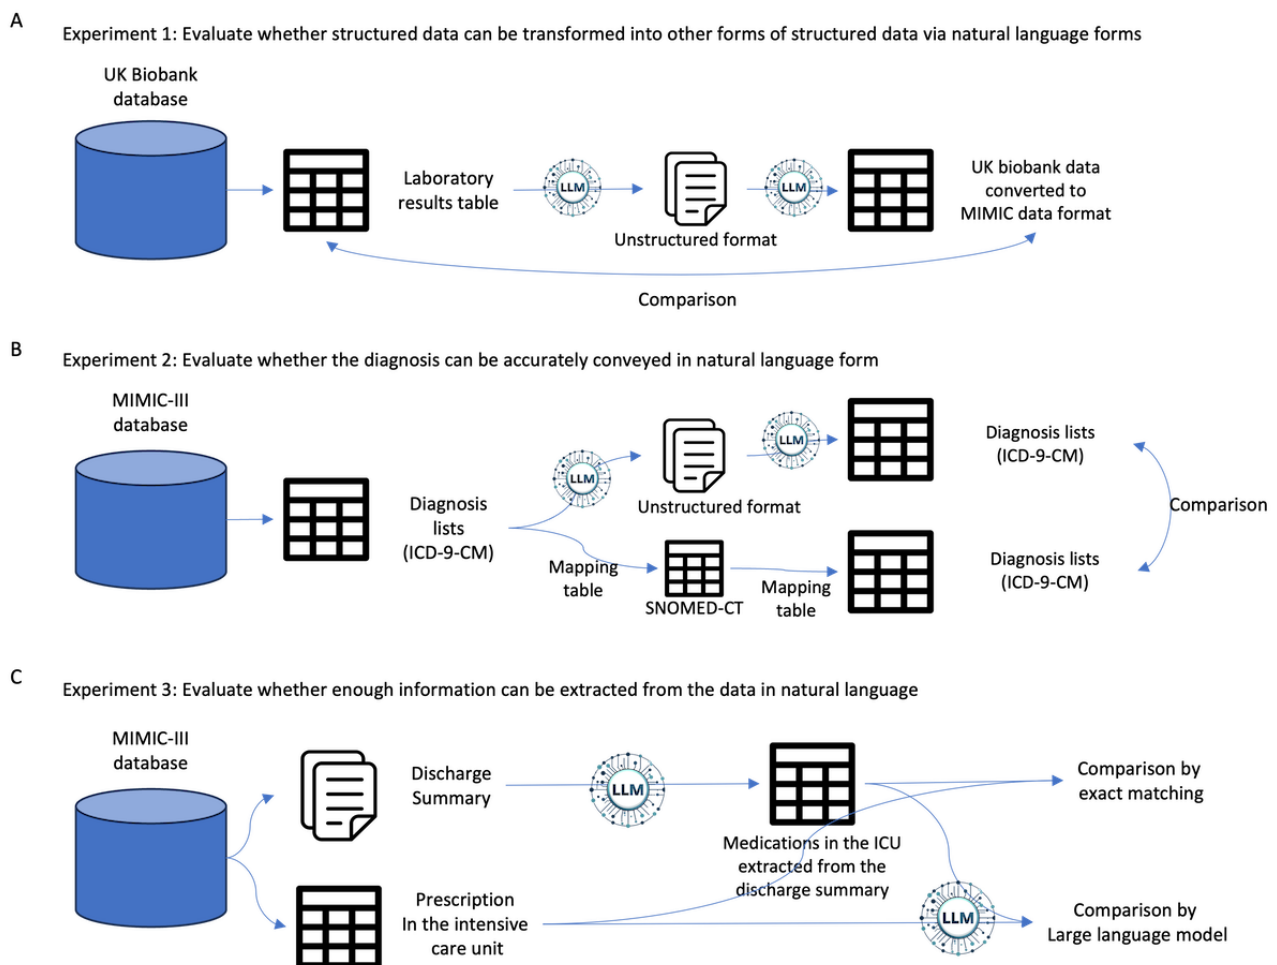 A
Experiment 1: Evaluate whether structured data can be transformed into other forms of structured data via natural language forms
UK Biobank
database
Laboratory
results table
LLM
Unstructured format
LLM
UK biobank data
converted to
MIMIC data format
Comparison
B
Experiment 2: Evaluate whether the diagnosis can be accurately conveyed in natural language form
MIMIC-III
database
Diagnosis
lists
(ICD-9-CM)
LLM
Unstructured format
LLM
Diagnosis lists
(ICD-9-CM)
Mapping
table
SNOMED-CT
Mapping
table
Diagnosis lists
(ICD-9-CM)
Comparison
C
Experiment 3: Evaluate whether enough information can be extracted from the data in natural language
MIMIC-III
database
Discharge
Summary
LLM
Medications in the ICU
extracted from the
discharge summary
Comparison by
exact matching
Prescription
In the intensive
care unit
LLM
Comparison by
Large language model